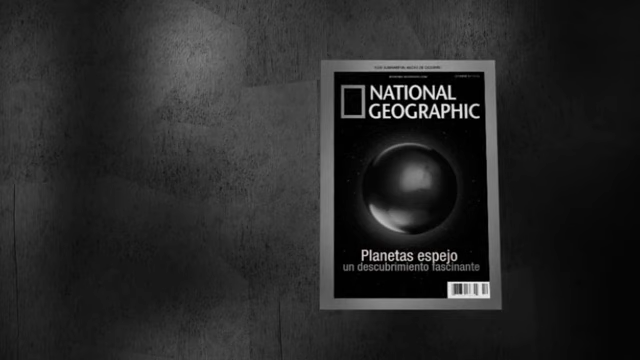 NATIONAL
GEOGRAPHIC
Planetas espejo
un descubrimiento fascinante